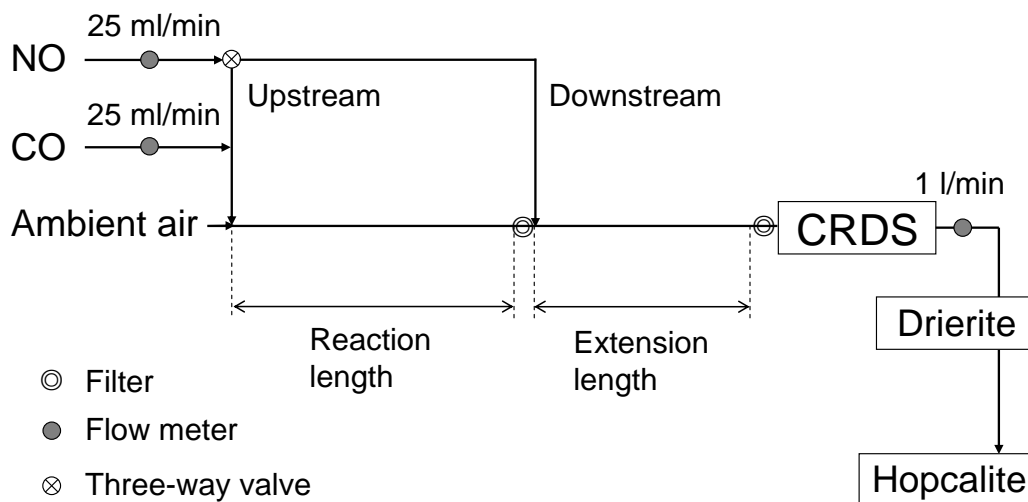 25 ml/min
NO
Upstream
Downstream
25 ml/min
CO
1 l/min
Ambient air
CRDS
Drierite
Reaction
length
Extension
length
Filter
Flow meter
Three-way valve
Hopcalite